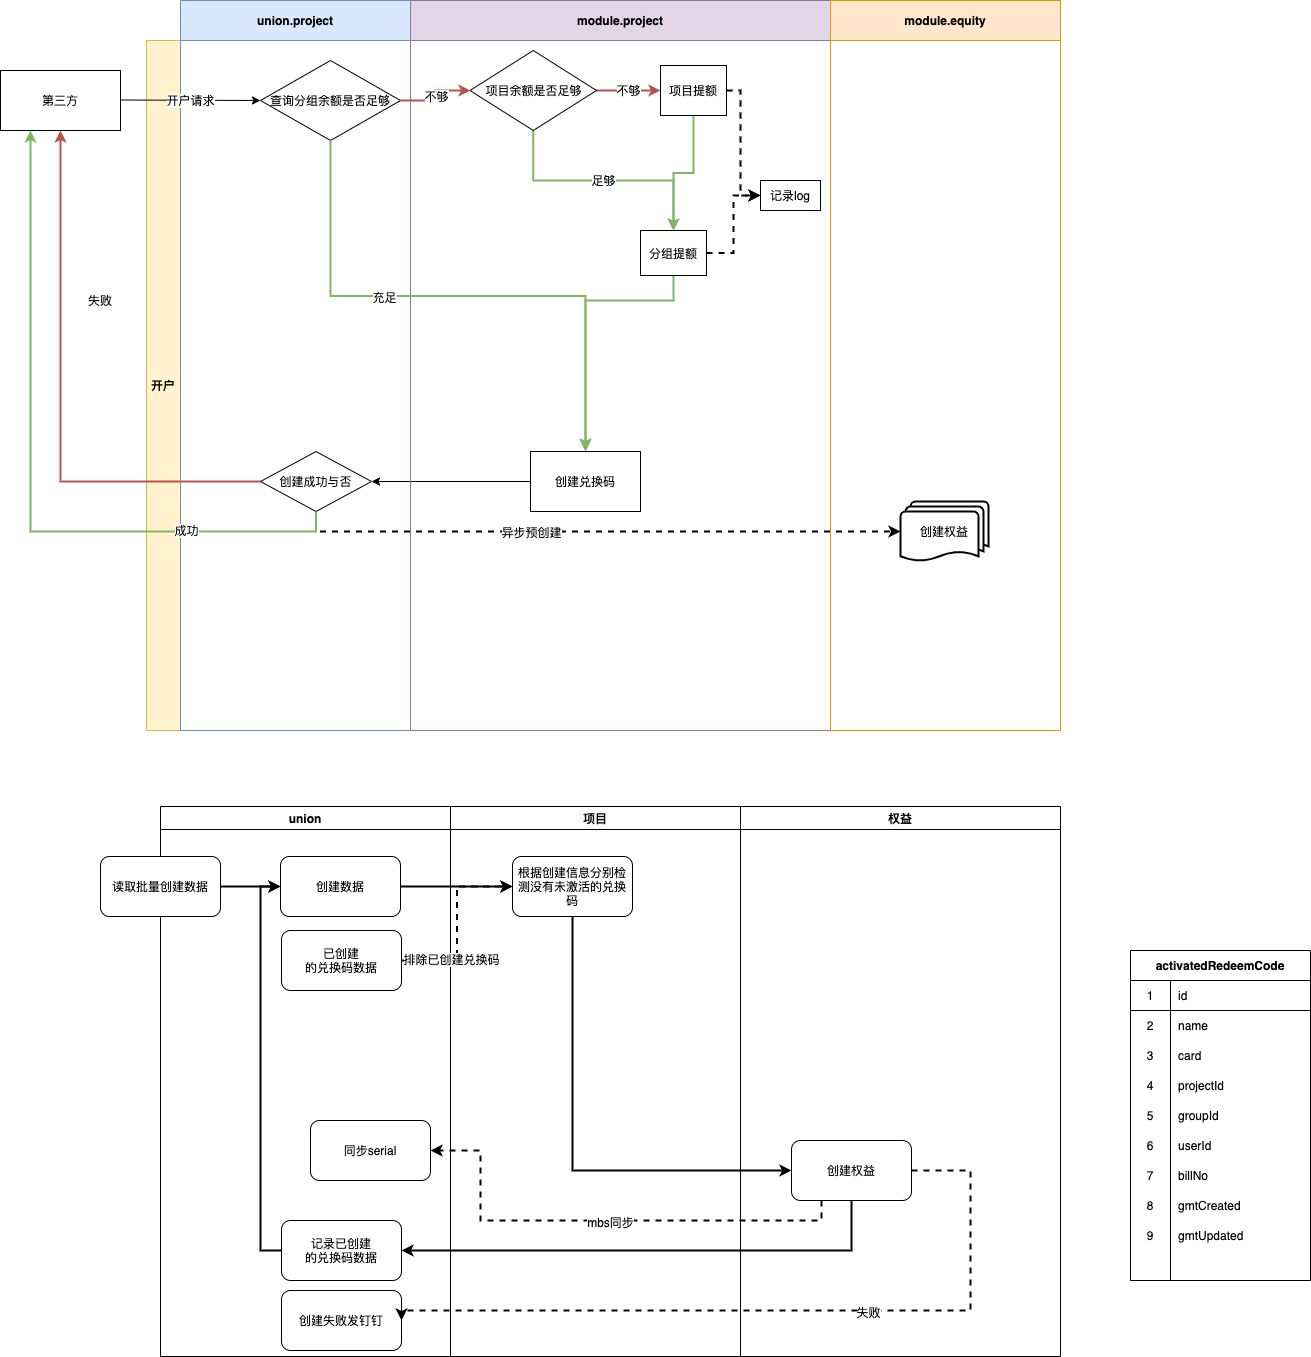 union.project
module.project
module.equity
第三方
开户请求
查询分组余额是否足够
不够
项目余额是否足够
不够
项目提额
足够
记录log
分组提额
充足
失败
开户
创建成功与否
创建兑换码
成功
异步预创建
创建权益
union
项目
权益
读取批量创建数据
创建数据
根据创建信息分别检
测没有未激活的兑换
码
已创建
的兑换码数据
排除已创建兑换码
同步serial
创建权益
mbs同步
记录已创建
的兑换码数据
创建失败发钉钉
失败
activatedRedeemCode
1 id
2 name
3 card
4 projectId
5 groupId
6 userId
7 billNo
8 gmtCreated
9 gmtUpdated